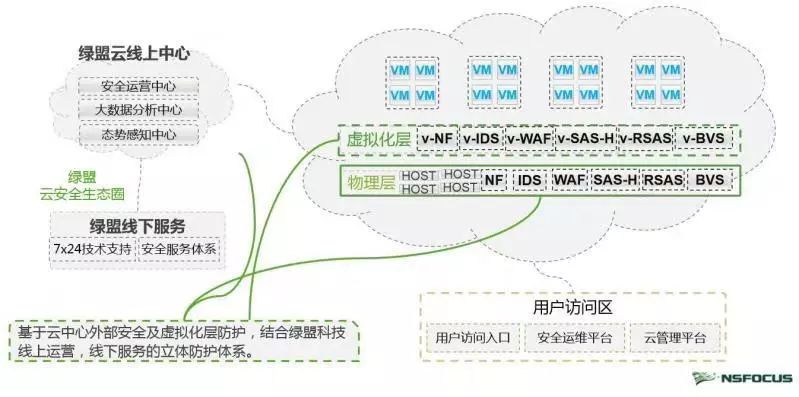 绿盟云线上中心
安全运营中心
大数据分析中心
态势感知中心
绿盟
云安全生态圈
绿盟线下服务
7x24技术支持 安全服务体系
VM VM VM VM VM VM VM VM
VM VM VM VM VM VM VM VM
虚拟化层 v-NF v-IDS v-WAF v-SAS-H v-RSAS v-BVS
物理层 HOST HOST NF IDS WAF SAS-H RSAS BVS
HOST HOST
基于云中心外部安全及虚拟化层防护，结合绿盟科技
线上运营，线下服务的立体防护体系。
用户访问区
用户访问入口 安全运维平台 云管理平台
NSFOCUS